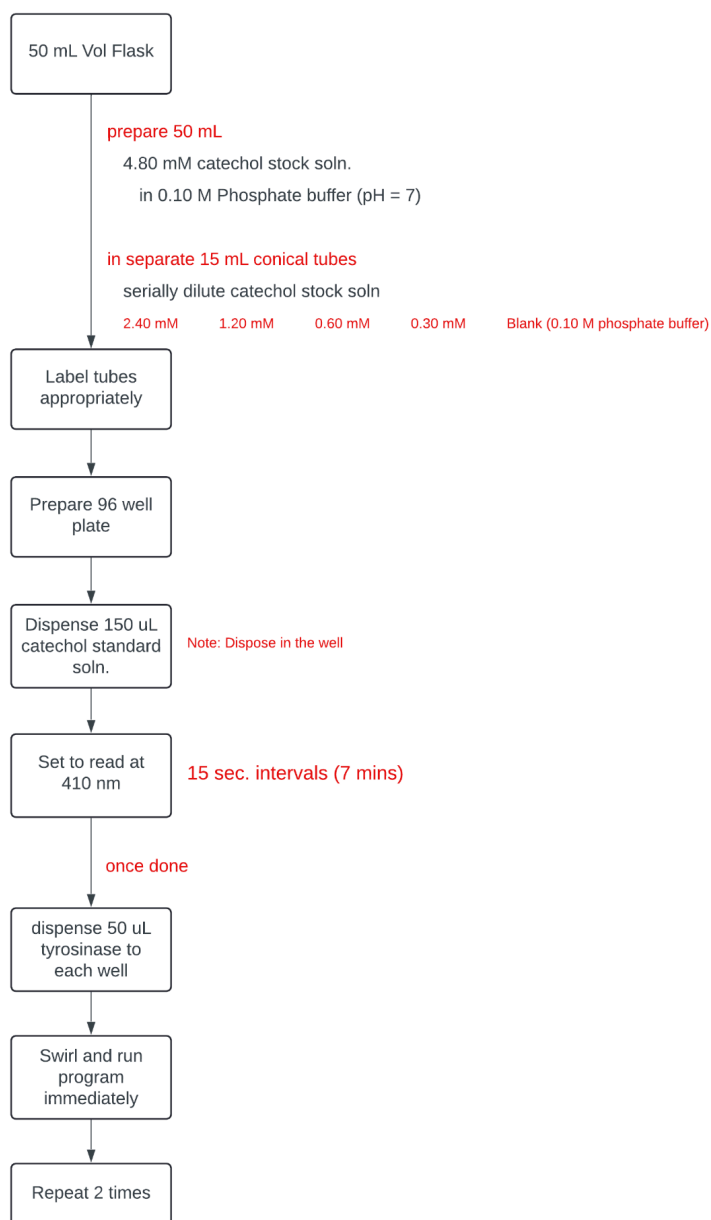 50 mL Vol Flask
prepare 50 mL
4.80 mM catechol stock soln.
in 0.10 M Phosphate buffer (pH = 7)
in separate 15 mL conical tubes
serially dilute catechol stock soln
2.40 mM 1.20 mM 0.60 mM 0.30 mM Blank (0.10 M phosphate buffer)
Label tubes
appropriately
Prepare 96 well
plate
Dispense 150 uL
catechol standard
soln.
Note: Dispose in the well
Set to read at
410 nm
15 sec. intervals (7 mins)
once done
dispense 50 uL
tyrosinase to
each well
Swirl and run
program
immediately
Repeat 2 times